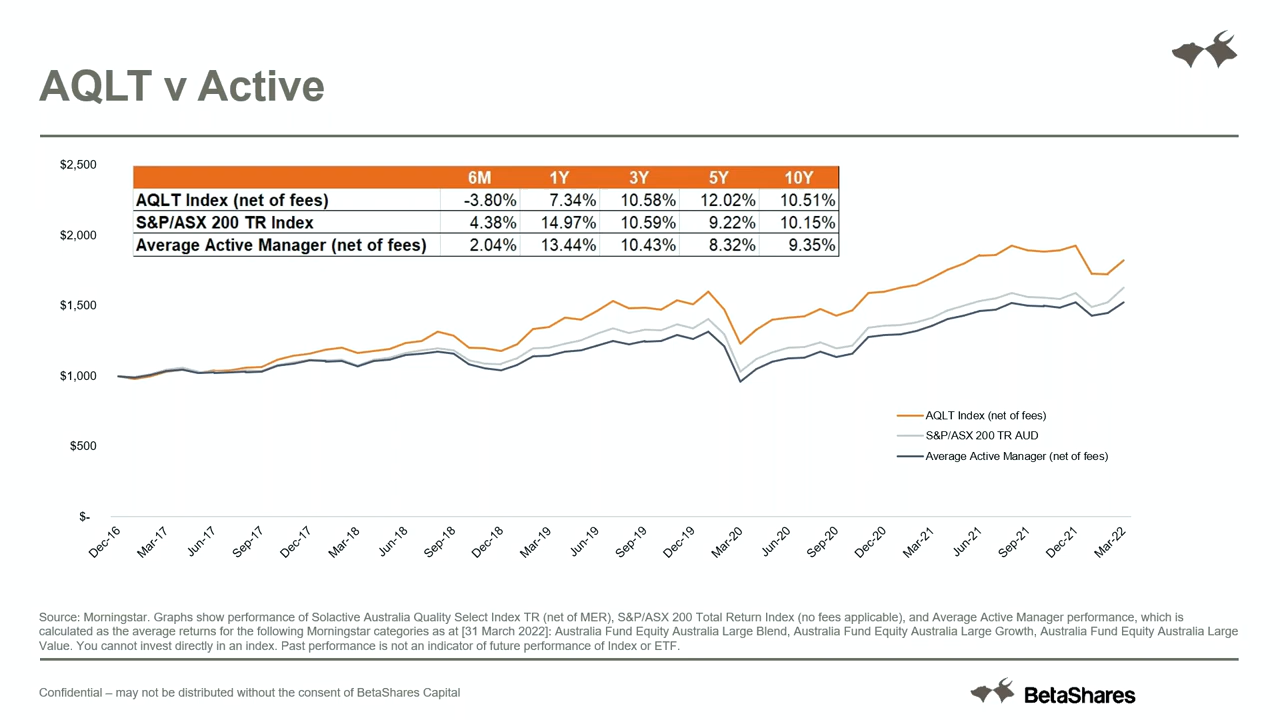 AQLT v Active
$2,500
$2,000
$1,500
$1,000
$500
$-
6M 1Y 3Y 5Y 10Y
AQLT Index (net of fees) -3.80% 7.34% 10.58% 12.02% 10.51%
S&P/ASX 200 TR Index 4.38% 14.97% 10.59% 9.22% 10.15%
Average Active Manager (net of fees) 2.04% 13.44% 10.43% 8.32% 9.35%
AQLT Index (net of fees)
S&P/ASX 200 TR AUD
Average Active Manager (net of fees)
Dec-16 Mar-17 Jun-17 Sep-17 Dec-17 Mar-18 Jun-18 Sep-18 Dec-18 Mar-19 Jun-19 Sep-19 Dec-19 Mar-20 Jun-20 Sep-20 Dec-20 Mar-21 Jun-21 Sep-21 Dec-21 Mar-22
Source: Morningstar. Graphs show performance of Solactive Australia Quality Select Index TR (net of MER), S&P/ASX 200 Total Return Index (no fees applicable), and Average Active Manager performance, which is
calculated as the average returns for the following Morningstar categories as at [31 March 2022]: Australia Fund Equity Australia Large Blend, Australia Fund Equity Australia Large Growth, Australia Fund Equity Australia Large
Value. You cannot invest directly in an index. Past performance is not an indicator of future performance of Index or ETF.
Confidential – may not be distributed without the consent of BetaShares Capital
BetaShares